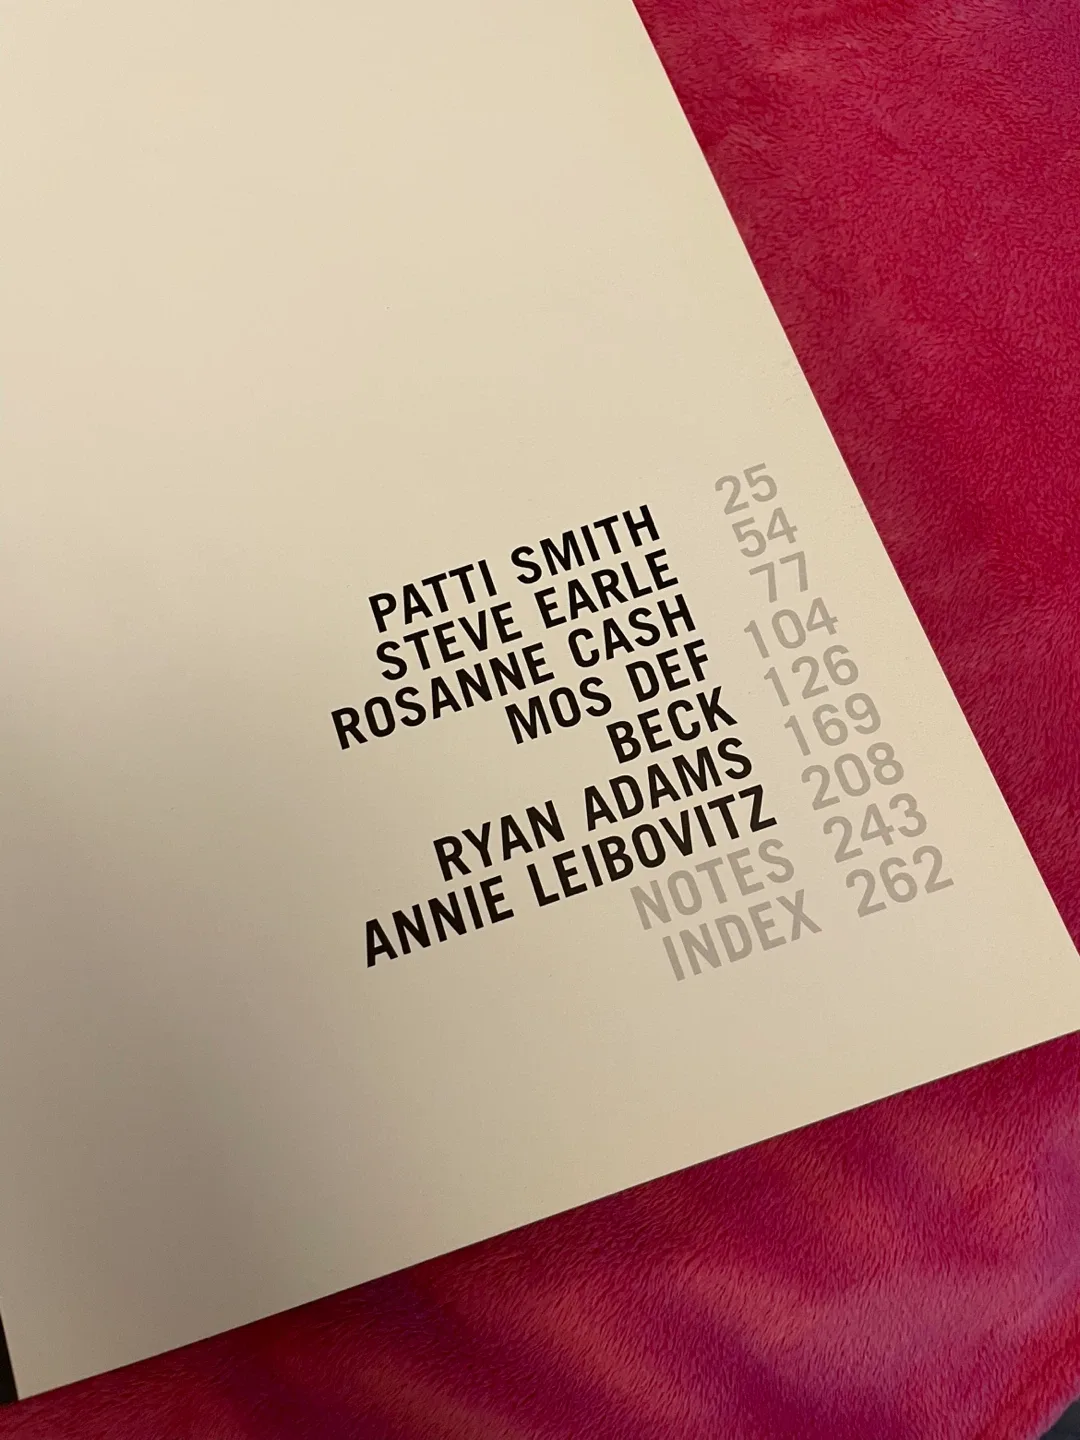 PATTI SMITH 25
STEVE EARLE 54
ROSANNE CASH 77
MOS DEF 104
BECK 126
RYAN ADAMS 169
ANNIE LEIBOVITZ 208
NOTES 243
INDEX 262